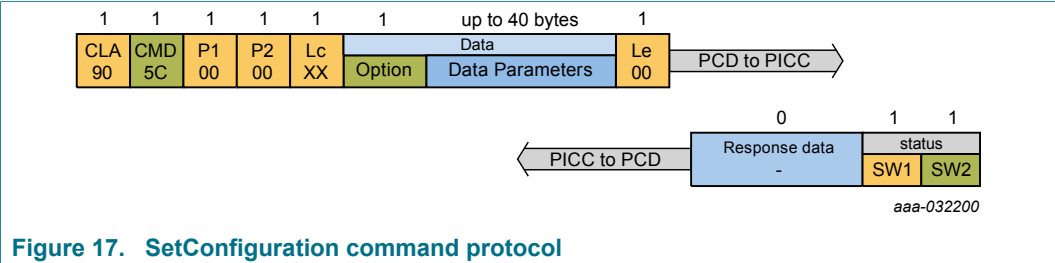 1 1 1 1 1 1 up to 40 bytes 1
CLA CMD P1 P2 Lc Data Le
90 5C 00 00 XX Option Data Parameters 00
PCD to PICC
0 1 1
PICC to PCD
Response data
-
status
SW1 SW2
aaa-032200
Figure 17. SetConfiguration command protocol